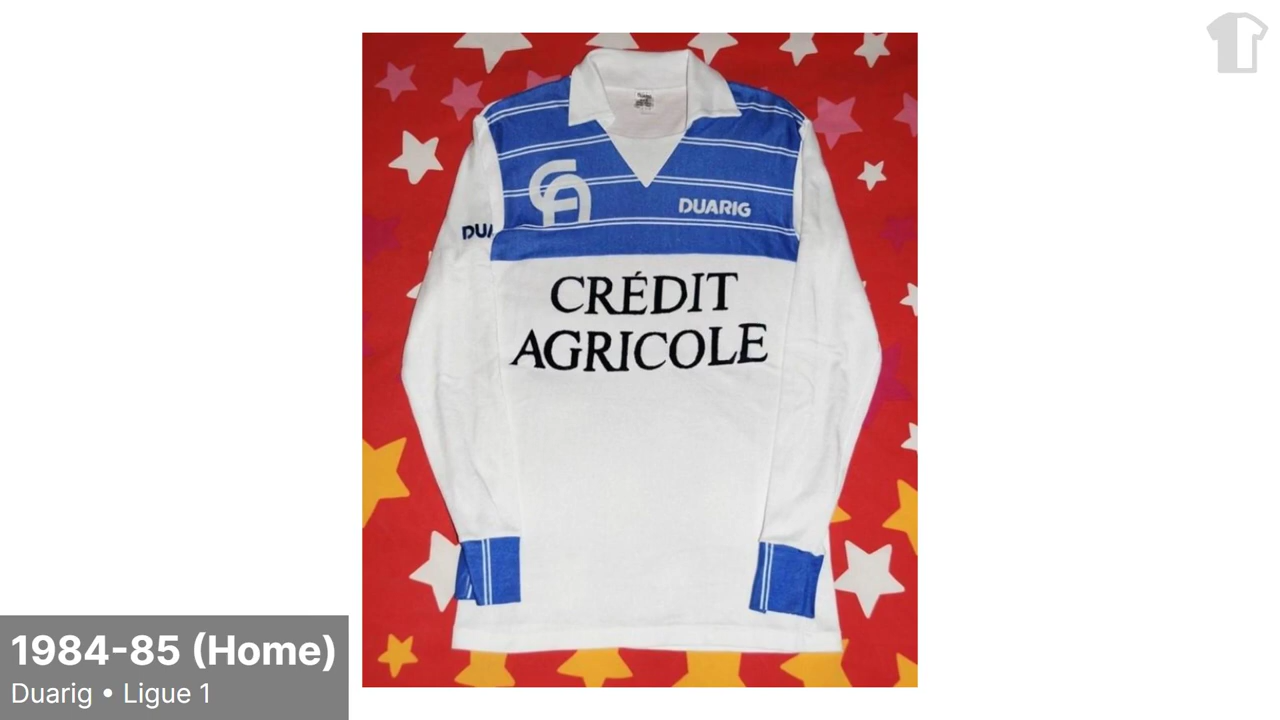 DUARIG
DUA
CRÉDIT
AGRICOLE
1984-85 (Home)
Duarig • Ligue 1